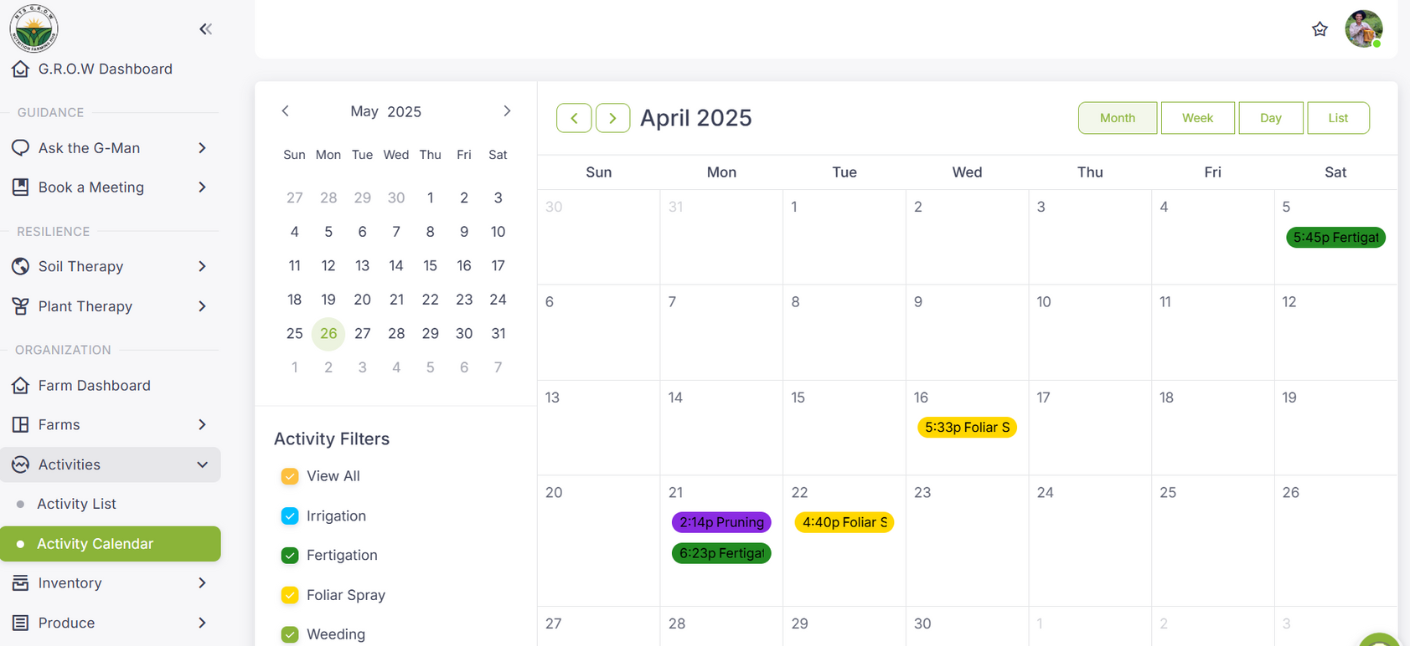 NTS G.R.O.W
NUTRITION FARMING HUB
G.R.O.W Dashboard
GUIDANCE
Ask the G-Man
Book a Meeting
RESILIENCE
Soil Therapy
Plant Therapy
ORGANIZATION
Farm Dashboard
Farms
Activities
Activity List
Activity Calendar
Inventory
Produce
May 2025
Sun Mon Tue Wed Thu Fri Sat
27 28 29 30 1 2 3
4 5 6 7 8 9 10
11 12 13 14 15 16 17
18 19 20 21 22 23 24
25 26 27 28 29 30 31
1 2 3 4 5 6 7
Activity Filters
View All
Irrigation
Fertigation
Foliar Spray
Weeding
April 2025
Month Week Day List
Sun Mon Tue Wed Thu Fri Sat
30 31 1 2 3 4 5
5:45p Fertigat
6 7 8 9 10 11 12
13 14 15 16 17 18 19
5:33p Foliar S
20 21 22 23 24 25 26
2:14p Pruning 4:40p Foliar S
6:23p Fertigat
27 28 29 30 1 2 3